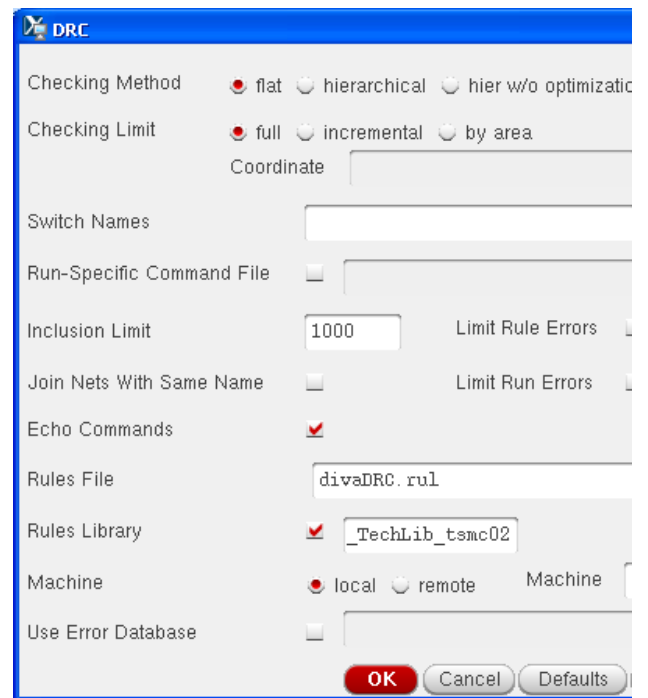 DRC
Checking Method flat hierarchical hier w/o optimizatio
Checking Limit full incremental by area
Coordinate
Switch Names
Run-Specific Command File
Inclusion Limit 1000 Limit Rule Errors
Join Nets With Same Name Limit Run Errors
Echo Commands
Rules File divaDRC.rul
Rules Library _TechLib_tsmc02
Machine local remote Machine
Use Error Database
OK Cancel Defaults